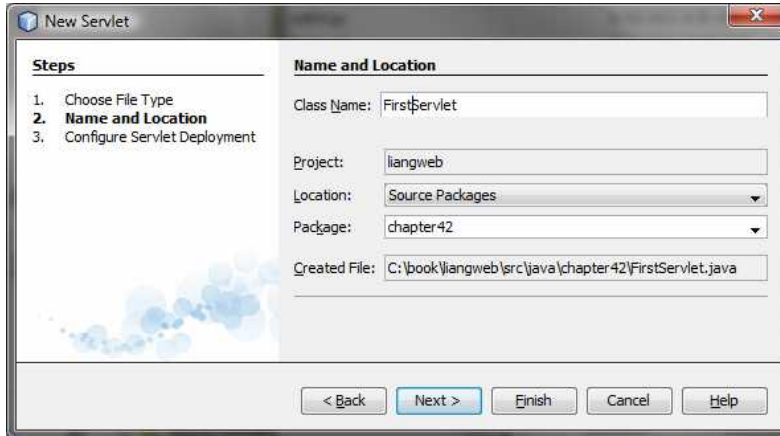 New Servlet
Steps
1. Choose File Type
2. Name and Location
3. Configure Servlet Deployment
Name and Location
Class Name: FirstServlet
Project: liangweb
Location: Source Packages
Package: chapter42
Created File: C:\book\liangweb\src\java\chapter42\FirstServlet.java
< Back Next > Finish Cancel Help